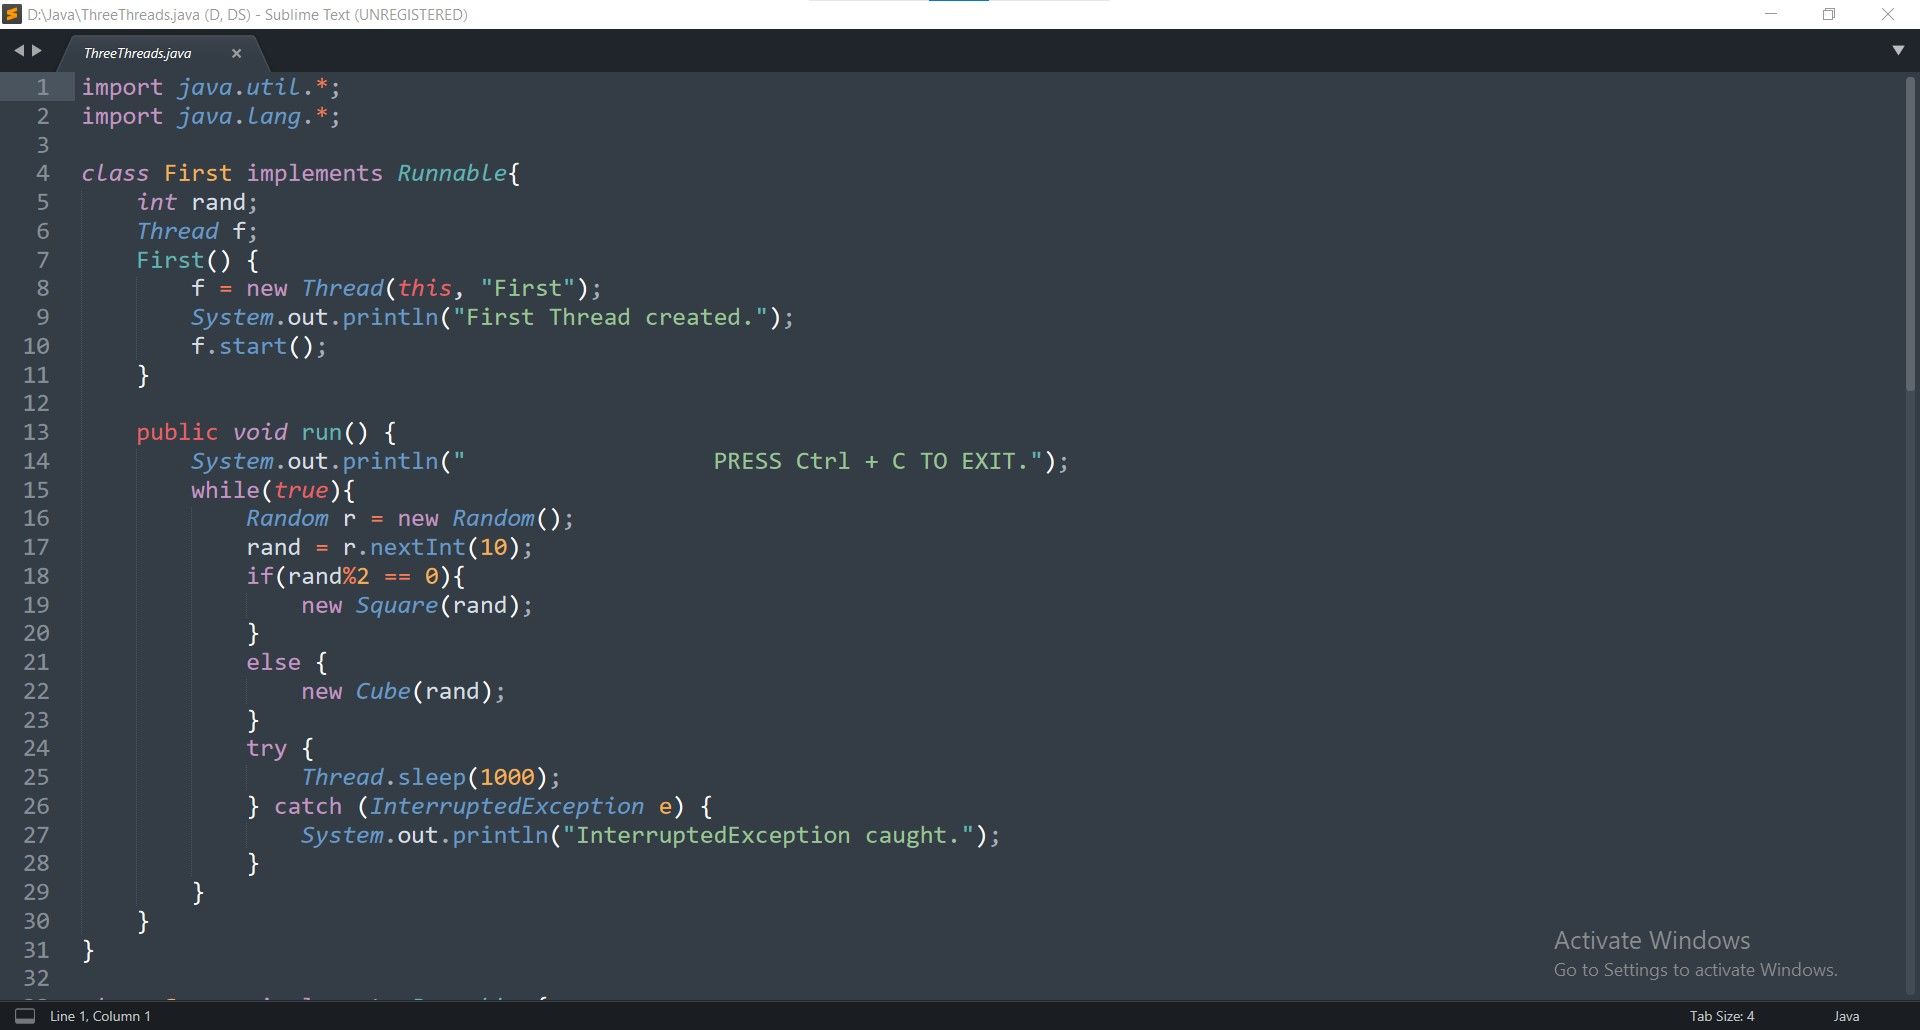 D:\Java\ThreeThreads.java (D, DS) - Sublime Text (UNREGISTERED)
ThreeThreads.java
1 import java.util.*;
2 import java.lang.*;
3
4 class First implements Runnable{
5     int rand;
6     Thread f;
7     First() {
8         f = new Thread(this, "First");
9         System.out.println("First Thread created.");
10         f.start();
11     }
12
13     public void run() {
14         System.out.println("                  PRESS Ctrl + C TO EXIT.");
15         while(true){
16             Random r = new Random();
17             rand = r.nextInt(10);
18             if(rand%2 == 0){
19                 new Square(rand);
20             }
21             else {
22                 new Cube(rand);
23             }
24             try {
25                 Thread.sleep(1000);
26             } catch (InterruptedException e) {
27                 System.out.println("InterruptedException caught.");
28             }
29         }
30     }
31 }
32
Activate Windows
Go to Settings to activate Windows.
Line 1, Column 1
Tab Size: 4
Java